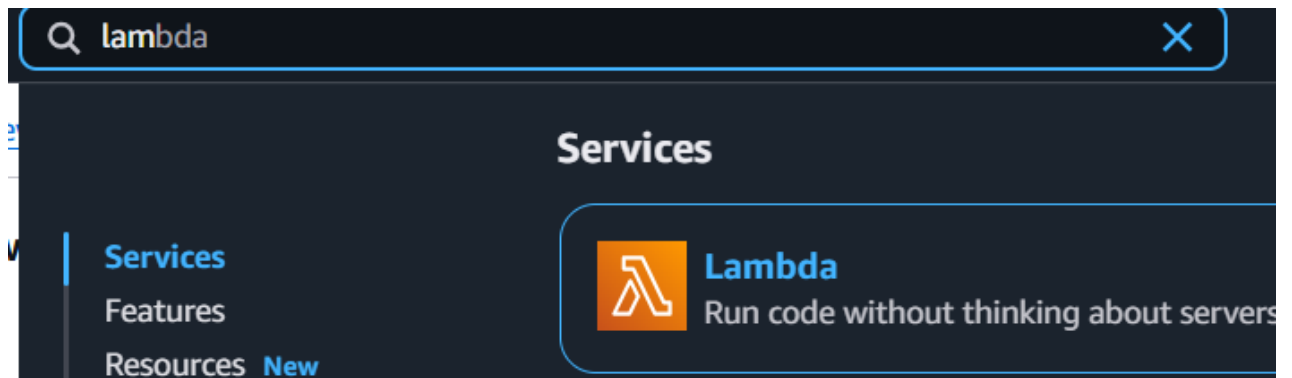 lambda
Services
Services
Features
Resources New
Lambda
Run code without thinking about servers